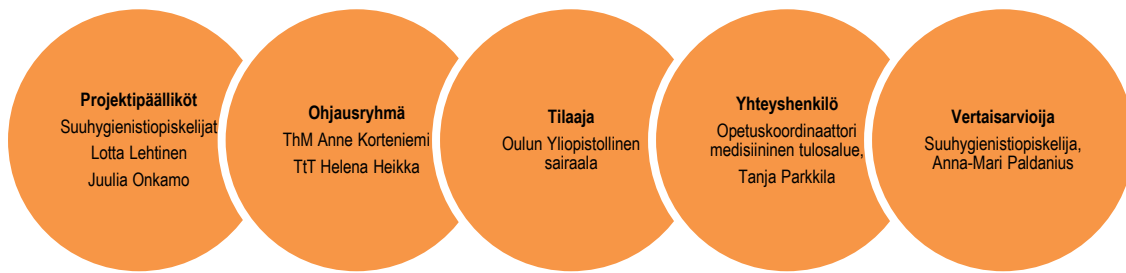 Projektipäälliköt
Suuhygienistiopiskelijat
Lotta Lehtinen
Juulia Onkamo
Ohjausryhmä
ThM Anne Korteniemi
TtT Helena Heikka
Tilaaja
Oulun Yliopistollinen
sairaala
Yhteyshenkilö
Opetuskoordinaattori
medisiininen tulosalue,
Tanja Parkkila
Vertaisarvioija
Suuhygienistiopiskelija,
Anna-Mari Paldanius